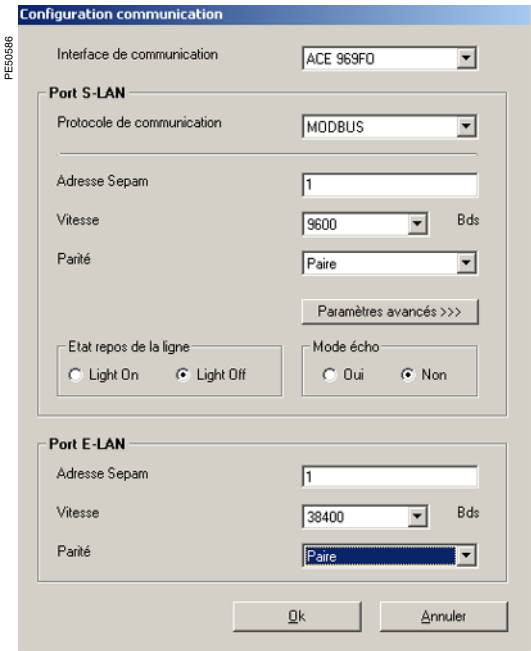 Configuration communication
PE50586
Interface de communication ACE 969FO
Port S-LAN
Protocole de communication MODBUS
Adresse Sepam 1
Vitesse 9600 Bds
Parité Paire
Paramètres avancés >>>
Etat repos de la ligne Mode écho
Light On Light Off Oui Non
Port E-LAN
Adresse Sepam 1
Vitesse 38400 Bds
Parité Paire
Ok Annuler